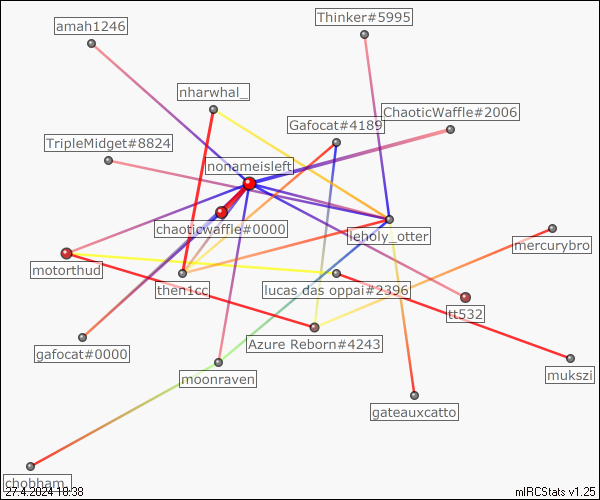 amah1246
Thinker#5995
nharwhal_
ChaoticWaffle#2006
Gafocat#4189
TripleMidget#8824
nonameisleft
chaoticwaffle#0000
leholy_otter
mercurybro
motorthud
then1cc
lucas das oppai#2396
tt532
Azure Reborn#4243
gafocat#0000
moonraven
mukszi
gateauxcatto
chobham_
27.4.2024 18:38
mIRCStats v1.25